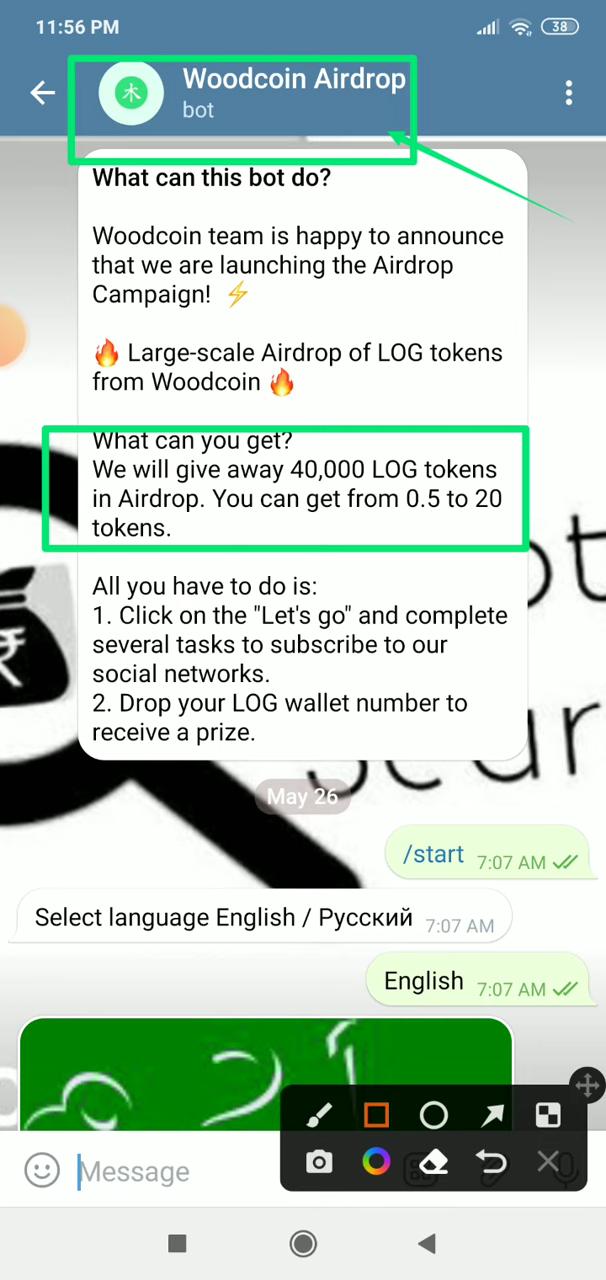 11:56 PM
38
Woodcoin Airdrop
木
bot
What can this bot do?
Woodcoin team is happy to announce
that we are launching the Airdrop
Campaign! ⚡
🔥 Large-scale Airdrop of LOG tokens
from Woodcoin 🔥
What can you get?
We will give away 40,000 LOG tokens
in Airdrop. You can get from 0.5 to 20
tokens.
All you have to do is:
1. Click on the "Let's go" and complete
several tasks to subscribe to our
social networks.
2. Drop your LOG wallet number to
receive a prize.
₹
May 26
/start 7:07 AM
Select language English / Русский 7:07 AM
English 7:07 AM
Message